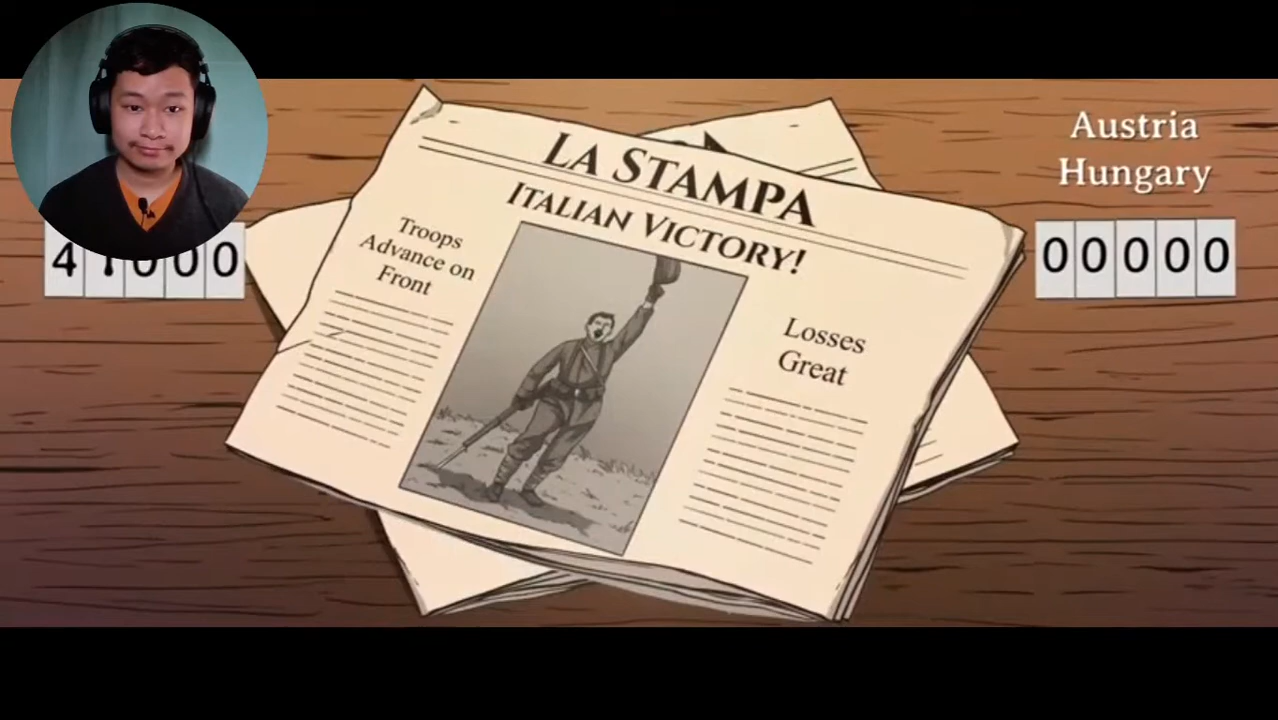 LA STAMPA
ITALIAN VICTORY!
Troops
Advance on
Front
Losses
Great
Austria
Hungary
00000